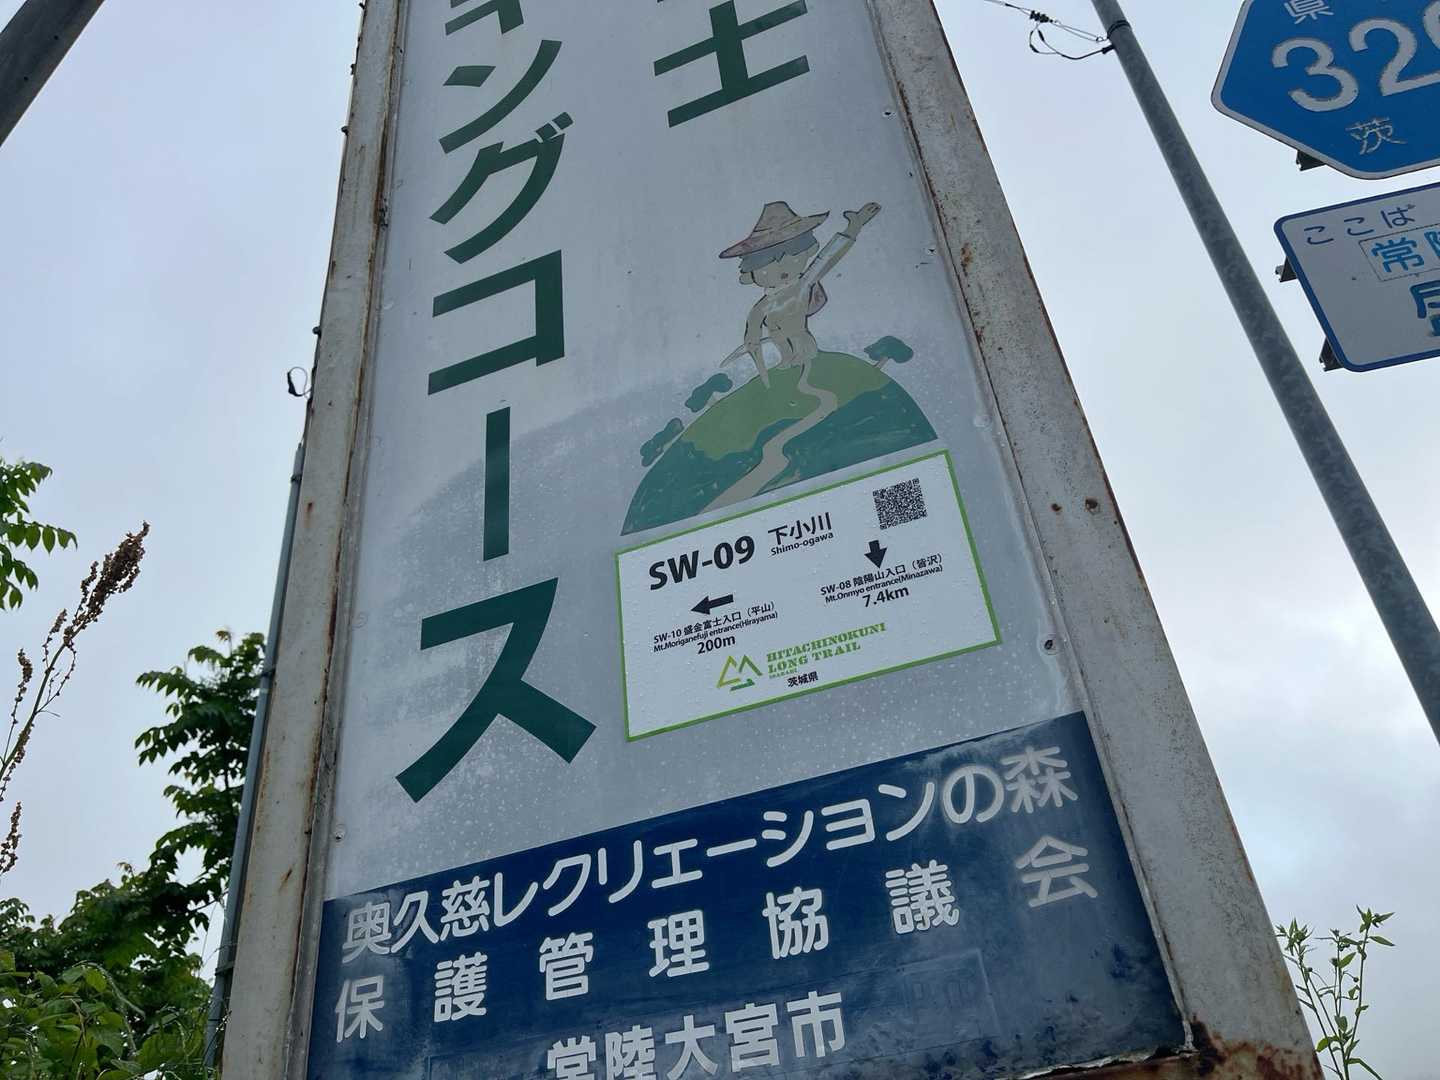 ョングコース
士
SW-09 下小川
Shimo-ogawa
SW-10 盛金富士入口（平山）
Mt.Moriganefuji entrance(Hirayama)
200m
SW-08 陰陽山入口（皆沢）
Mt.Onmyo entrance(Minazawa)
7.4km
HITACHINOKUNI
LONG TRAIL
IBARAKI
茨城県
奥久慈レクリェーションの森
保護管理協議会
常陸大宮市
県
32
茨
ここは
常陸